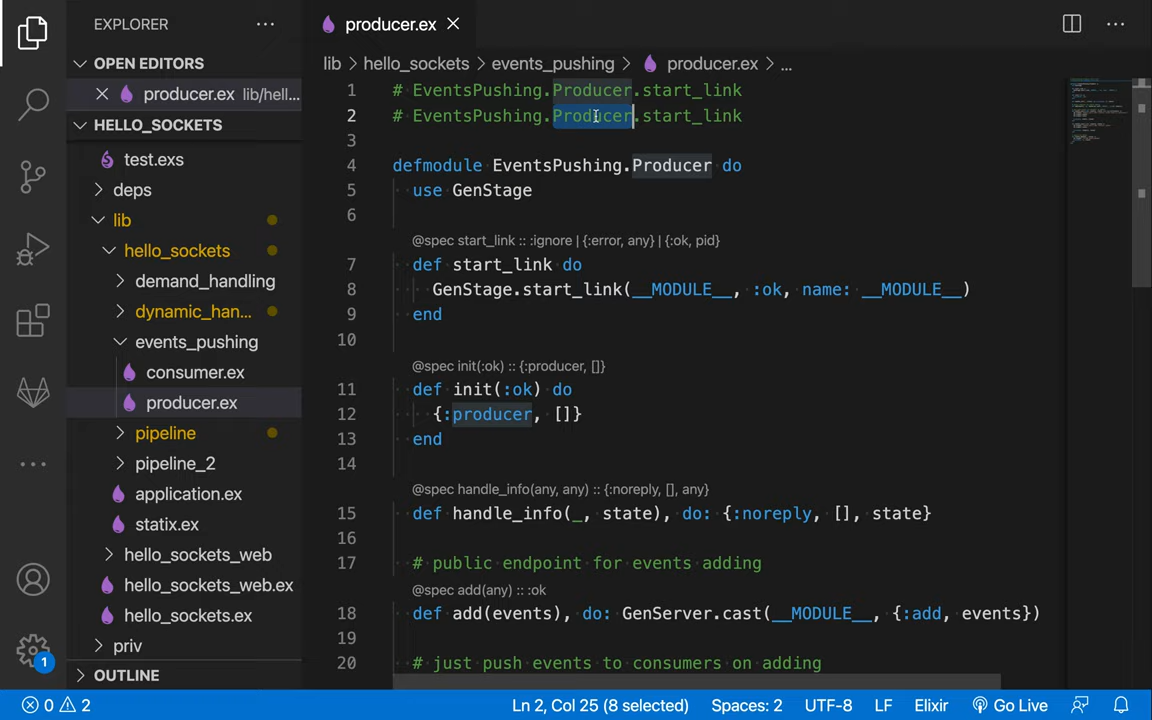 EXPLORER
OPEN EDITORS
producer.ex lib/hell...
HELLO_SOCKETS
test.exs
deps
lib
hello_sockets
demand_handling
dynamic_han...
events_pushing
consumer.ex
producer.ex
pipeline
pipeline_2
application.ex
statix.ex
hello_sockets_web
hello_sockets_web.ex
hello_sockets.ex
priv
OUTLINE
1
producer.ex
lib > hello_sockets > events_pushing > producer.ex > ...
1 # EventsPushing.Producer.start_link
2 # EventsPushing.Producer.start_link
3
4 defmodule EventsPushing.Producer do
5 use GenStage
6
@spec start_link :: :ignore | {:error, any} | {:ok, pid}
7 def start_link do
8 GenStage.start_link(__MODULE__, :ok, name: __MODULE__)
9 end
10
@spec init(:ok) :: {:producer, []}
11 def init(:ok) do
12 {:producer, []}
13 end
14
@spec handle_info(any, any) :: {:noreply, [], any}
15 def handle_info(_, state), do: {:noreply, [], state}
16
17 # public endpoint for events adding
@spec add(any) :: :ok
18 def add(events), do: GenServer.cast(__MODULE__, {:add, events})
19
20 # just push events to consumers on adding
0 2 Ln 2, Col 25 (8 selected) Spaces: 2 UTF-8 LF Elixir Go Live